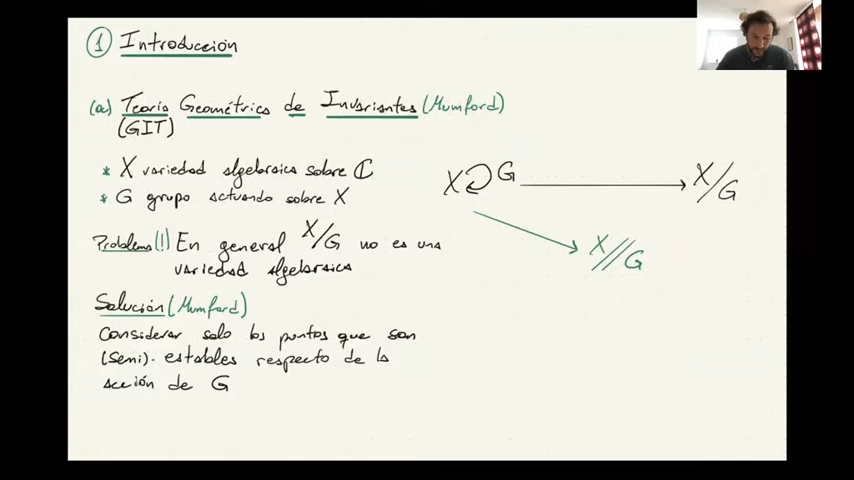 ① Introducción
(a) Teoría Geométrica de Invariantes (Mumford)
(GIT)
* X variedad algebraica sobre ℂ
* G grupo actuando sobre X
Problema(!) En general X/G no es una
variedad algebraica
Solución (Mumford)
Considerar solo los puntos que son
(semi)-estables respecto de la
acción de G
X G X/G
X//G